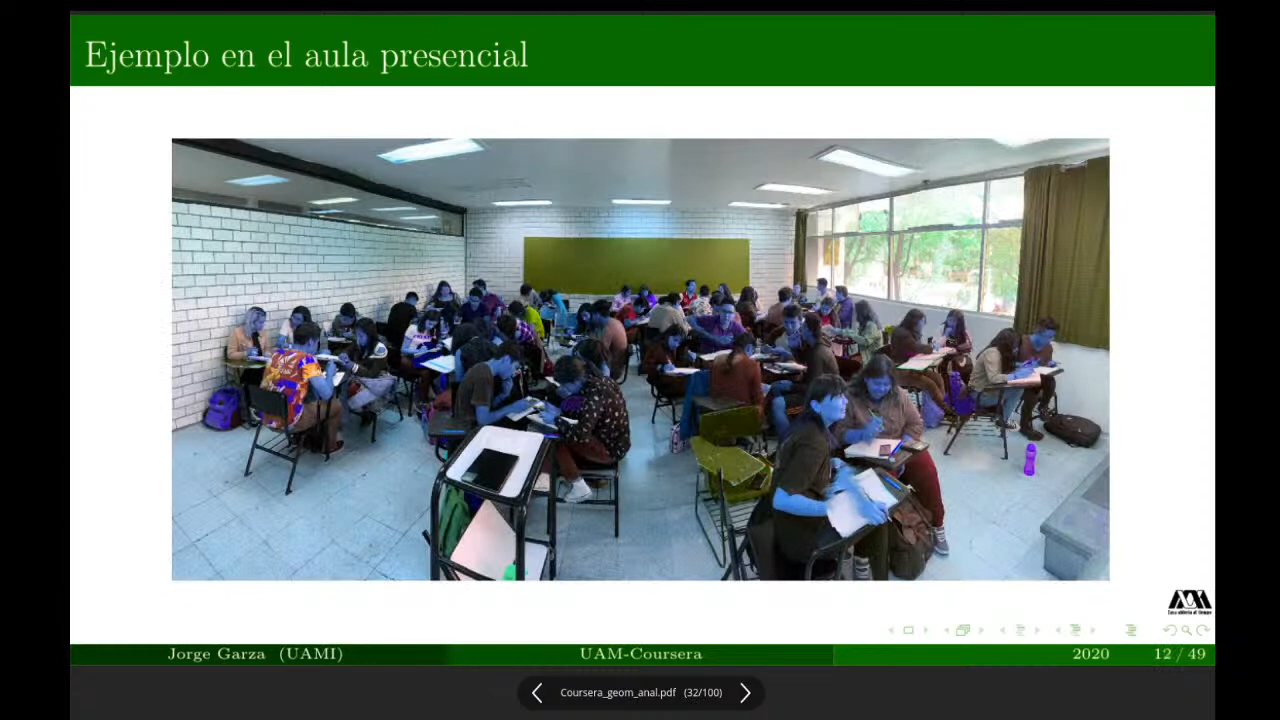 Ejemplo en el aula presencial
Jorge Garza (UAMI)
UAM-Coursera
2020
12 / 49
Coursera_geom_anal.pdf (32/100)